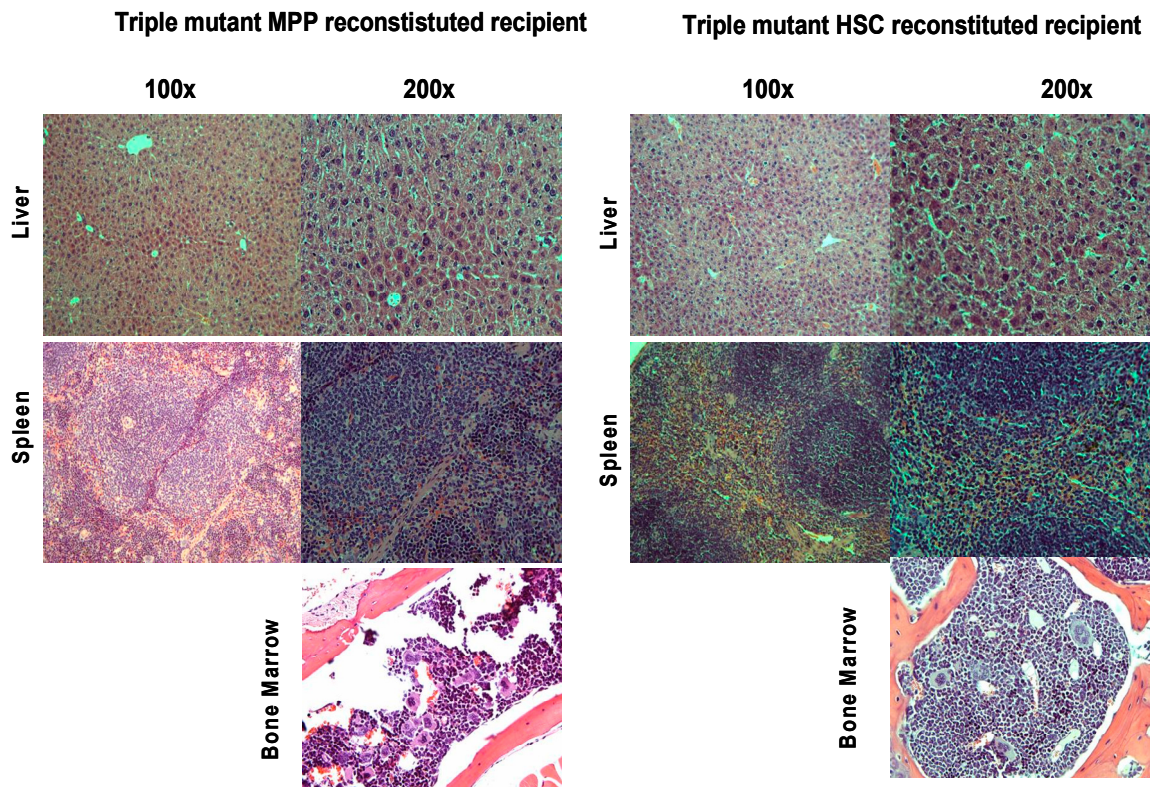 Triple mutant MPP reconstistuted recipient
Triple mutant HSC reconstituted recipient
100x
200x
100x
200x
Liver
Liver
Spleen
Spleen
Bone Marrow
Bone Marrow